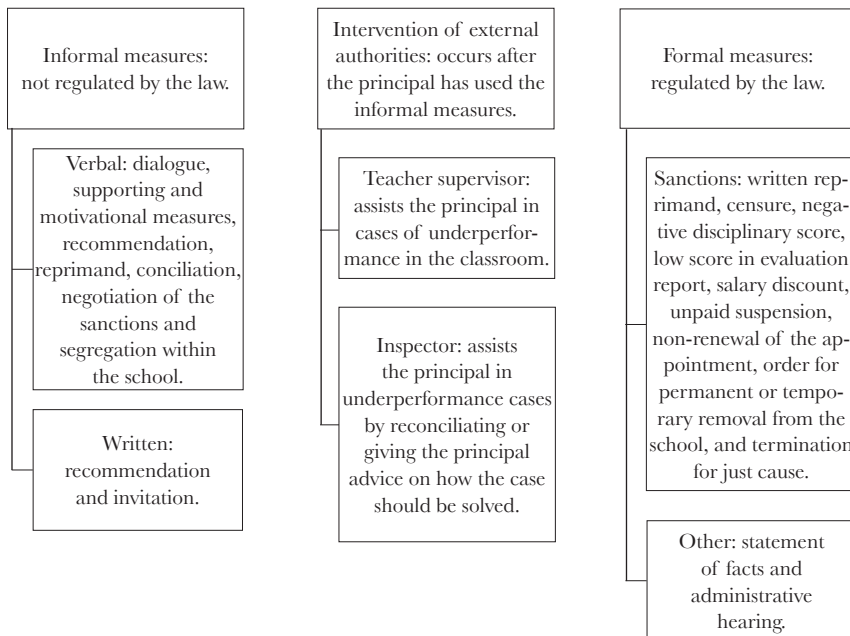 Informal measures:
not regulated by the law.
Verbal: dialogue,
supporting and
motivational measures,
recommendation,
reprimand, conciliation,
negotiation of the
sanctions and
segregation within
the school.
Written:
recommendation
and invitation.
Intervention of external
authorities: occurs after
the principal has used the
informal measures.
Teacher supervisor:
assists the principal in
cases of underperfor-
mance in the classroom.
Inspector: assists
the principal in
underperformance cases
by reconciliating or
giving the principal
advice on how the case
should be solved.
Formal measures:
regulated by the law.
Sanctions: written rep-
rimand, censure, nega-
tive disciplinary score,
low score in evaluation
report, salary discount,
unpaid suspension,
non-renewal of the ap-
pointment, order for
permanent or tempo-
rary removal from the
school, and termination
for just cause.
Other: statement
of facts and
administrative
hearing.